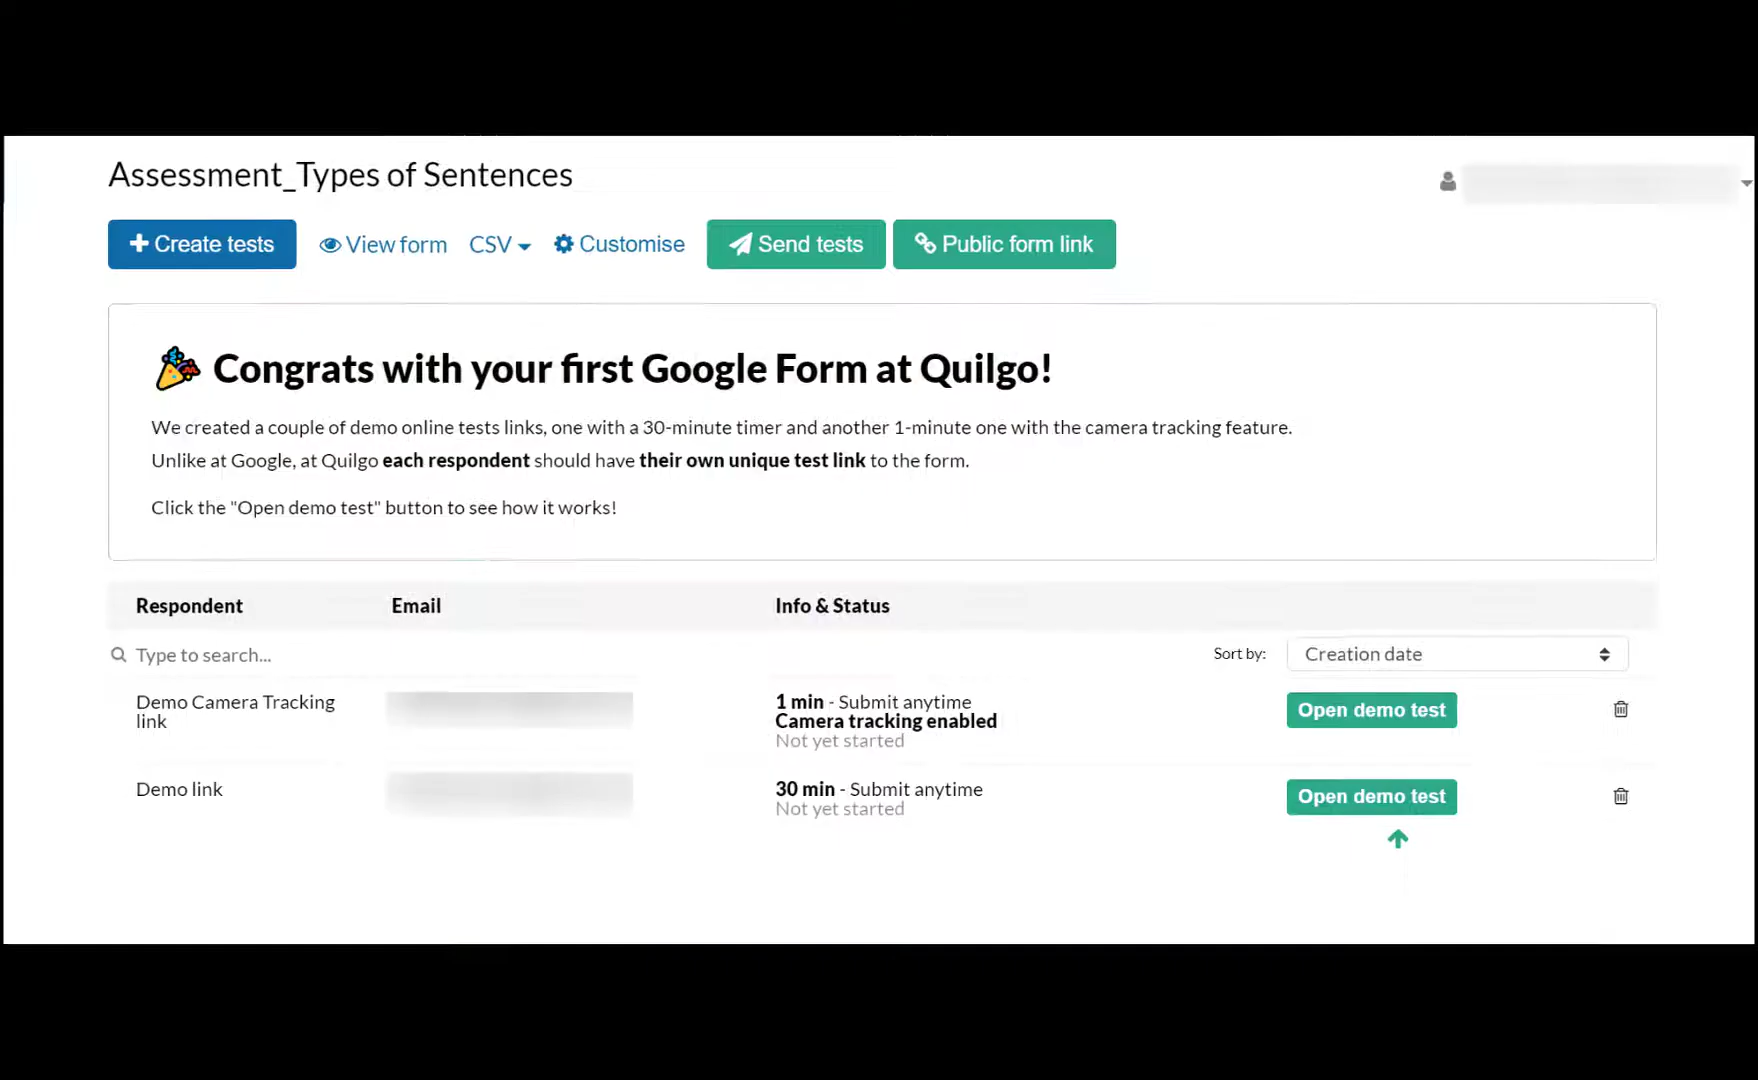 Assessment_Types of Sentences
Create tests View form CSV Customise Send tests Public form link
Congrats with your first Google Form at Quilgo!
We created a couple of demo online tests links, one with a 30-minute timer and another 1-minute one with the camera tracking feature.
Unlike at Google, at Quilgo each respondent should have their own unique test link to the form.
Click the "Open demo test" button to see how it works!
Respondent Email Info & Status
Type to search... Sort by: Creation date
Demo Camera Tracking
link
1 min - Submit anytime
Camera tracking enabled
Not yet started
Open demo test
Demo link
30 min - Submit anytime
Not yet started
Open demo test